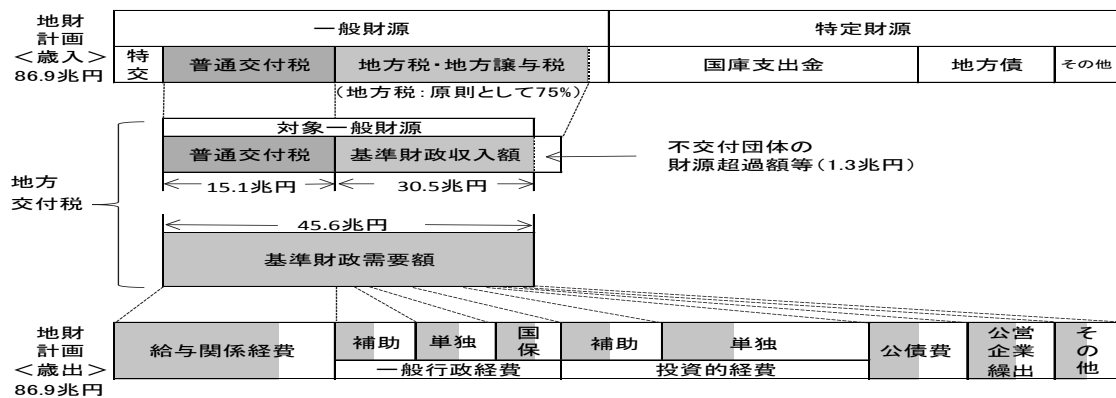 地財
計画
<歳入>
86.9兆円
一般財源
特定財源
特交
普通交付税
地方税・地方譲与税
国庫支出金
地方債
その他
(地方税:原則として75%)
対象一般財源
普通交付税
基準財政収入額
不交付団体の
財源超過額等(1.3兆円)
15.1兆円
30.5兆円
地方
交付税
45.6兆円
基準財政需要額
地財
計画
<歳出>
86.9兆円
給与関係経費
補助
単独
国保
一般行政経費
補助
単独
投資的経費
公債費
公営
企業
繰出
その他